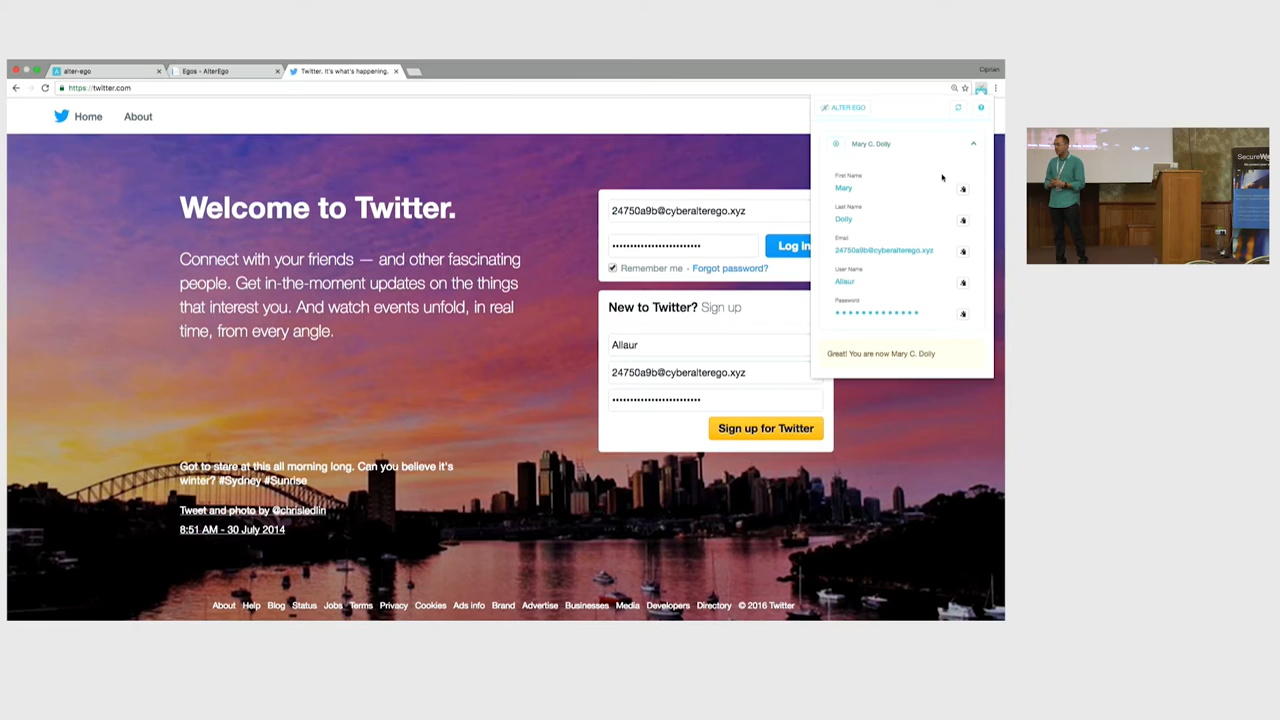 alter-ego
Egos - AlterEgo
Twitter. It's what's happening.
Ciprian
https://twitter.com
Home
About
ALTER EGO
Mary C. Dolly
First Name
Mary
Last Name
Dolly
Email
24750a9b@cyberalterego.xyz
User Name
Allaur
Password
Great! You are now Mary C. Dolly
Welcome to Twitter.
Connect with your friends — and other fascinating
people. Get in-the-moment updates on the things
that interest you. And watch events unfold, in real
time, from every angle.
24750a9b@cyberalterego.xyz
Log in
Remember me · Forgot password?
New to Twitter? Sign up
Allaur
24750a9b@cyberalterego.xyz
Sign up for Twitter
Got to stare at this all morning long. Can you believe it's
winter? #Sydney #Sunrise
Tweet and photo by @chrisledlin
8:51 AM - 30 July 2014
About Help Blog Status Jobs Terms Privacy Cookies Ads info Brand Advertise Businesses Media Developers Directory © 2016 Twitter